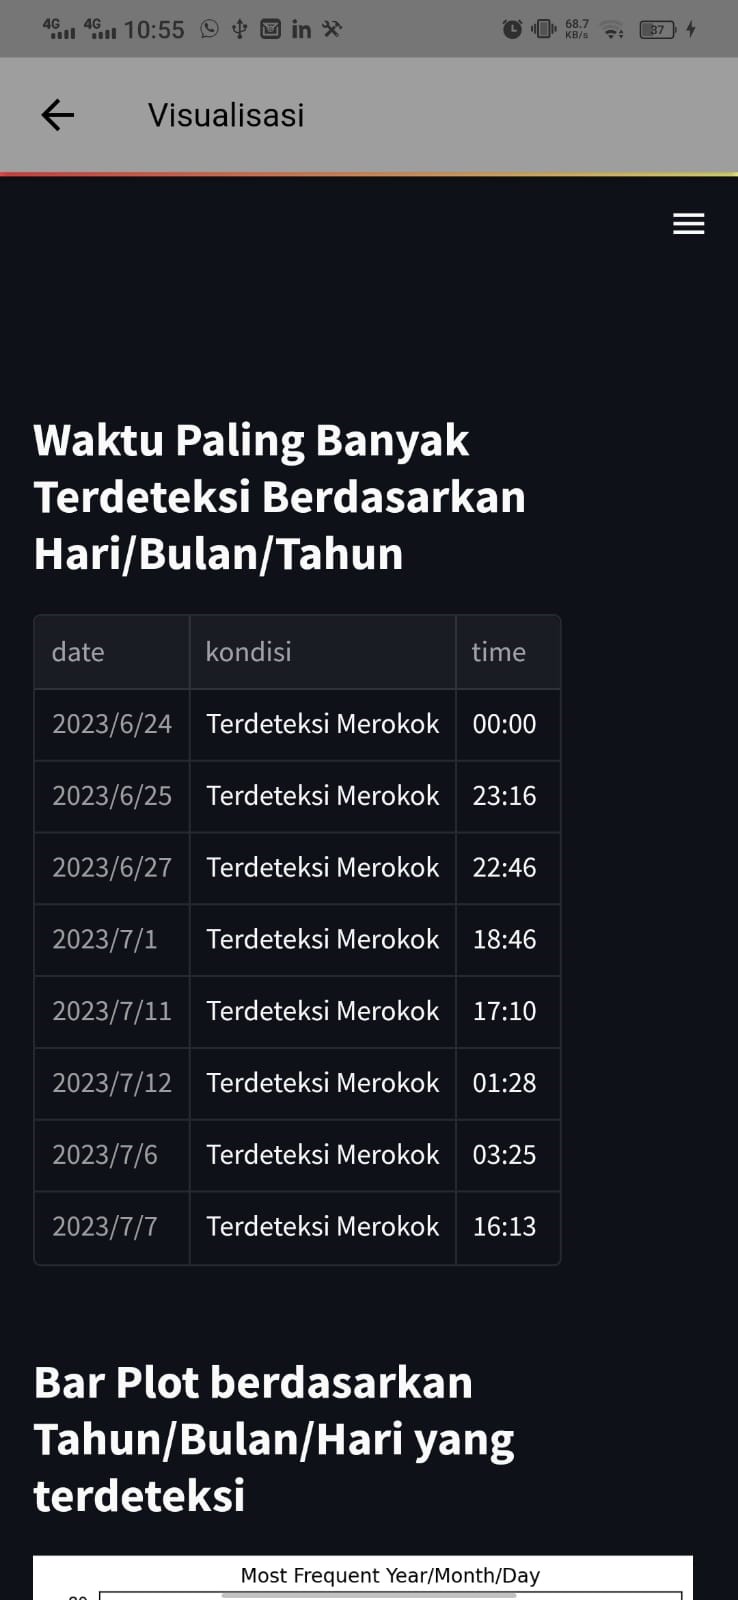 4G 4G 10:55 in 68.7 KB/s 37
Visualisasi
Waktu Paling Banyak
Terdeteksi Berdasarkan
Hari/Bulan/Tahun
date kondisi time
2023/6/24 Terdeteksi Merokok 00:00
2023/6/25 Terdeteksi Merokok 23:16
2023/6/27 Terdeteksi Merokok 22:46
2023/7/1 Terdeteksi Merokok 18:46
2023/7/11 Terdeteksi Merokok 17:10
2023/7/12 Terdeteksi Merokok 01:28
2023/7/6 Terdeteksi Merokok 03:25
2023/7/7 Terdeteksi Merokok 16:13
Bar Plot berdasarkan
Tahun/Bulan/Hari yang
terdeteksi
Most Frequent Year/Month/Day